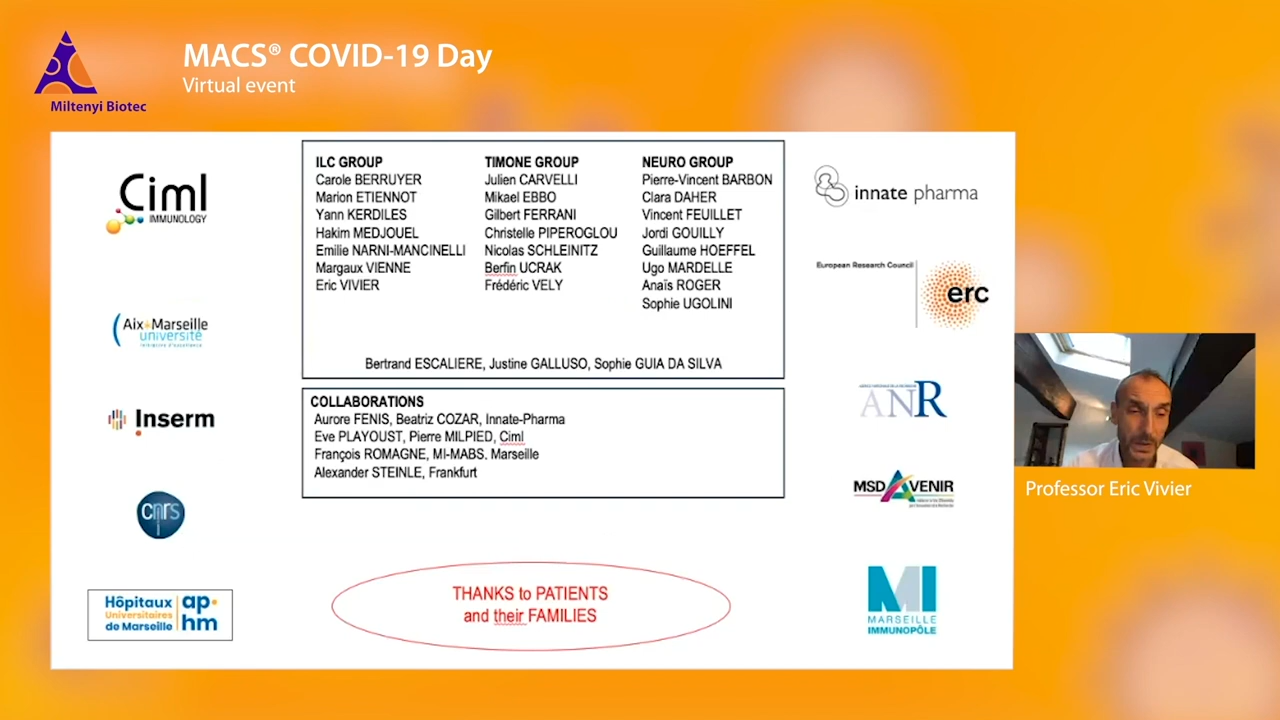 MACS® COVID-19 Day
Virtual event
Miltenyi Biotec
Ciml
IMMUNOLOGY
Aix*Marseille
université
Inserm
cnrs
Hôpitaux
Universitaires
de Marseille
ap·
hm
ILC GROUP
Carole BERRUYER
Marion ETIENNOT
Yann KERDILES
Hakim MEDJOUEL
Emilie NARNI-MANCINELLI
Margaux VIENNE
Eric VIVIER
TIMONE GROUP
Julien CARVELLI
Mikael EBBO
Gilbert FERRANI
Christelle PIPEROGLOU
Nicolas SCHLEINITZ
Berfin UCRAK
Frédéric VELY
NEURO GROUP
Pierre-Vincent BARBON
Clara DAHER
Vincent FEUILLET
Jordi GOUILLY
Guillaume HOEFFEL
Ugo MARDELLE
Anaïs ROGER
Sophie UGOLINI
Bertrand ESCALIERE, Justine GALLUSO, Sophie GUIA DA SILVA
COLLABORATIONS
Aurore FENIS, Beatriz COZAR, Innate-Pharma
Eve PLAYOUST, Pierre MILPIED, Ciml
François ROMAGNE, MI-MABS. Marseille
Alexander STEINLE, Frankfurt
THANKS to PATIENTS
and their FAMILIES
innate pharma
European Research Council
erc
ANR
MSDAVENIR
MI
MARSEILLE
IMMUNOPÔLE
Professor Eric Vivier